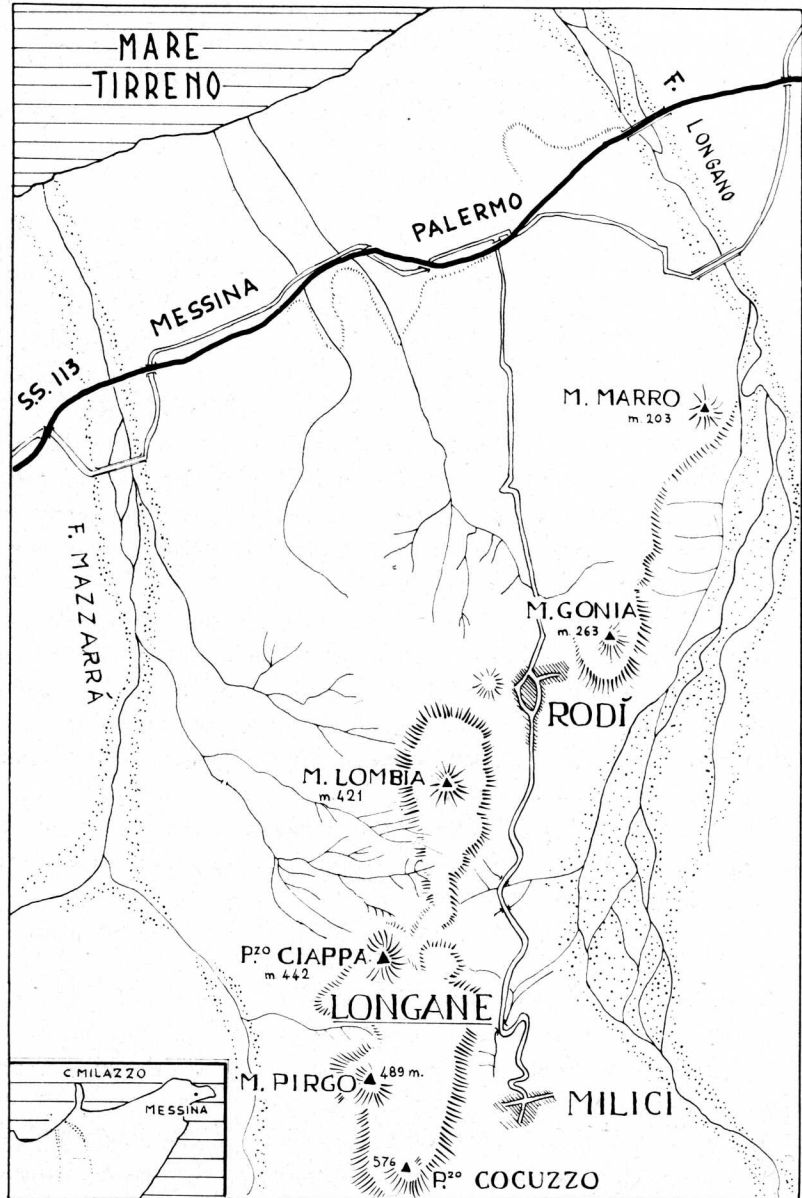 MARE
TIRRENO
F. LONGANO
PALERMO
MESSINA
S.S. 113
M. MARRO
m. 203
F. MAZZARRÁ
M. GONIA
m. 263
RODĬ
M. LOMBIA
m. 421
P.ZO CIAPPA
m. 442
LONGANE
C. MILAZZO
MESSINA
M. PIRGO
489 m.
MILICI
576
P.ZO COCUZZO